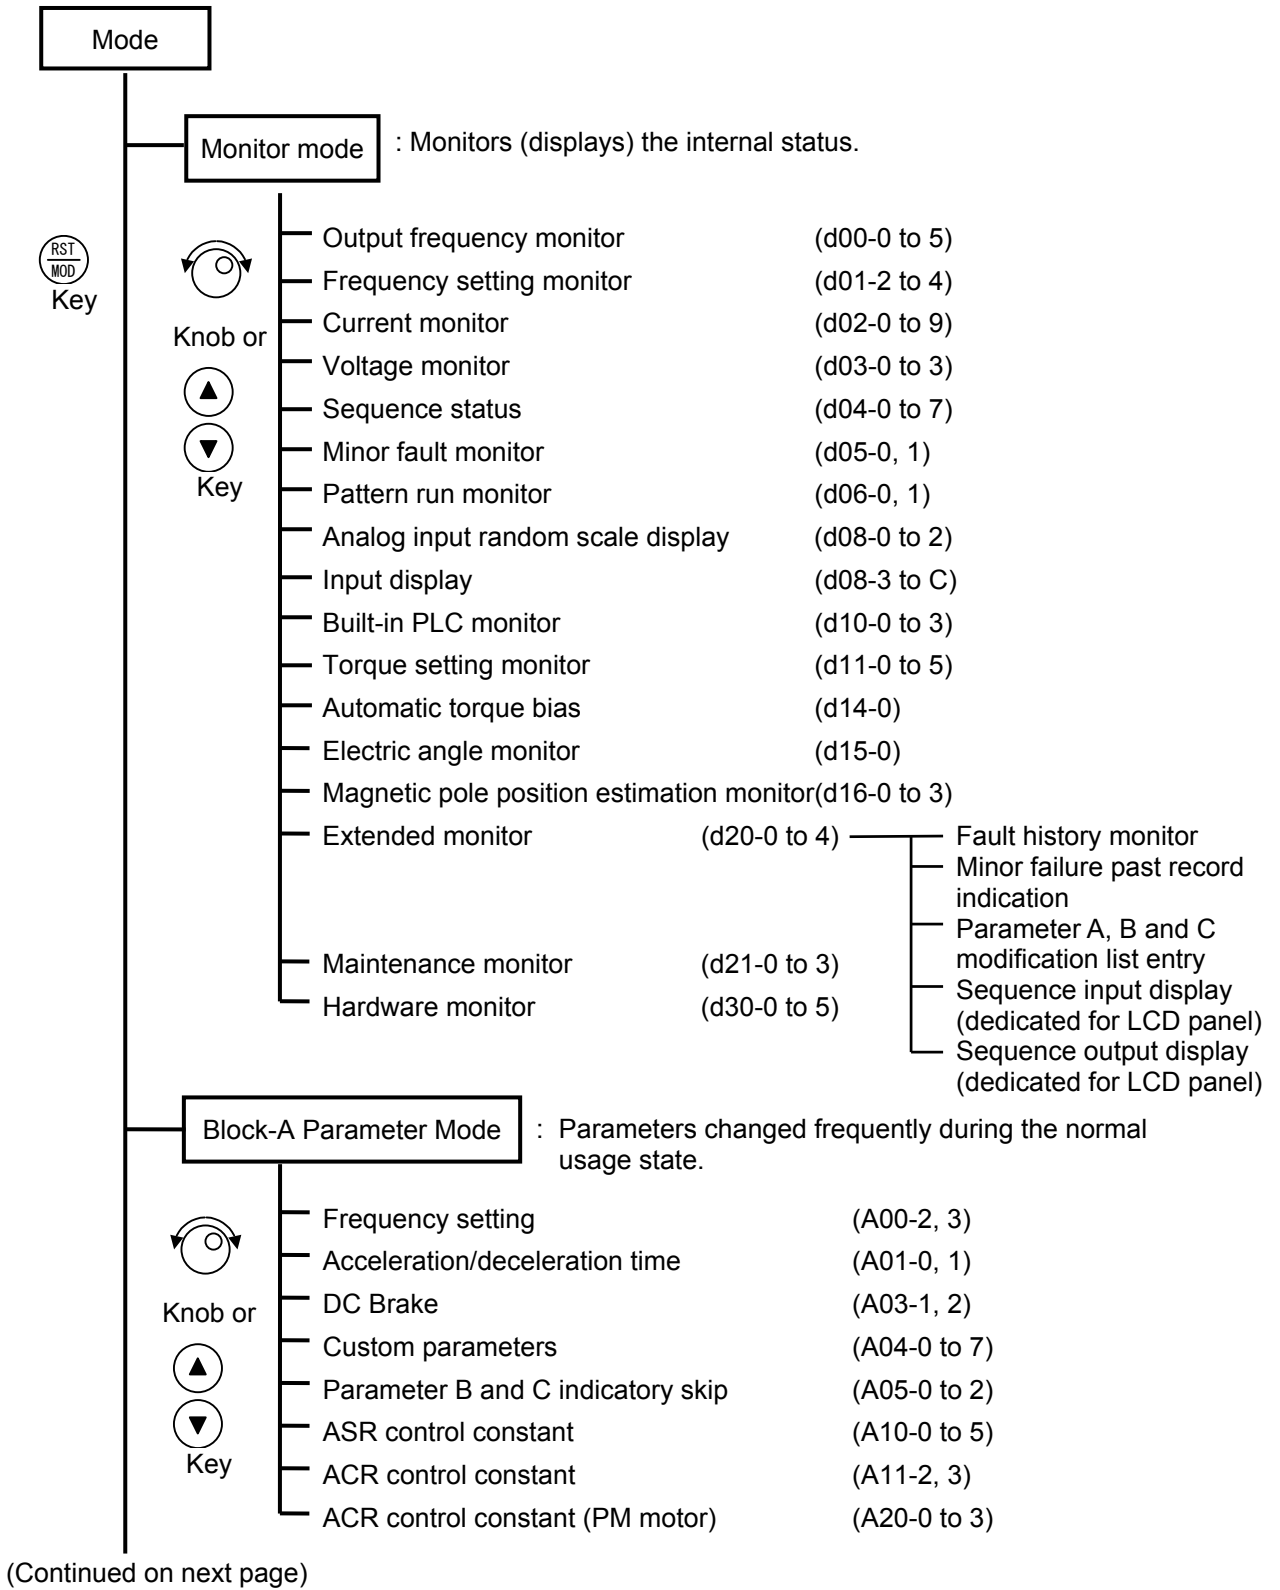 Mode
Monitor mode : Monitors (displays) the internal status.
RST
MOD
Key
Knob or
Key
Output frequency monitor (d00-0 to 5)
Frequency setting monitor (d01-2 to 4)
Current monitor (d02-0 to 9)
Voltage monitor (d03-0 to 3)
Sequence status (d04-0 to 7)
Minor fault monitor (d05-0, 1)
Pattern run monitor (d06-0, 1)
Analog input random scale display (d08-0 to 2)
Input display (d08-3 to C)
Built-in PLC monitor (d10-0 to 3)
Torque setting monitor (d11-0 to 5)
Automatic torque bias (d14-0)
Electric angle monitor (d15-0)
Magnetic pole position estimation monitor(d16-0 to 3)
Extended monitor (d20-0 to 4)
Fault history monitor
Minor failure past record
indication
Parameter A, B and C
modification list entry
Sequence input display
(dedicated for LCD panel)
Sequence output display
(dedicated for LCD panel)
Maintenance monitor (d21-0 to 3)
Hardware monitor (d30-0 to 5)
Block-A Parameter Mode : Parameters changed frequently during the normal
usage state.
Knob or
Key
Frequency setting (A00-2, 3)
Acceleration/deceleration time (A01-0, 1)
DC Brake (A03-1, 2)
Custom parameters (A04-0 to 7)
Parameter B and C indicatory skip (A05-0 to 2)
ASR control constant (A10-0 to 5)
ACR control constant (A11-2, 3)
ACR control constant (PM motor) (A20-0 to 3)
(Continued on next page)